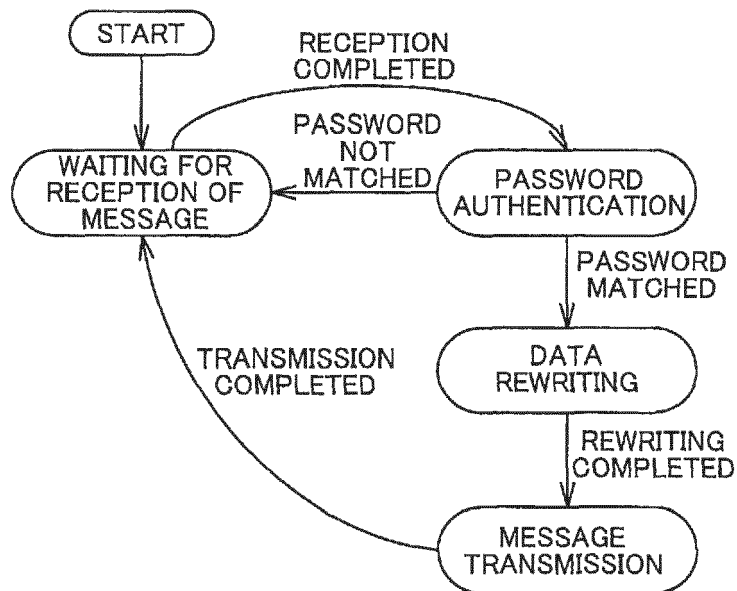 START
RECEPTION
COMPLETED
WAITING FOR
RECEPTION OF
MESSAGE
PASSWORD
NOT
MATCHED
PASSWORD
AUTHENTICATION
PASSWORD
MATCHED
DATA
REWRITING
TRANSMISSION
COMPLETED
REWRITING
COMPLETED
MESSAGE
TRANSMISSION